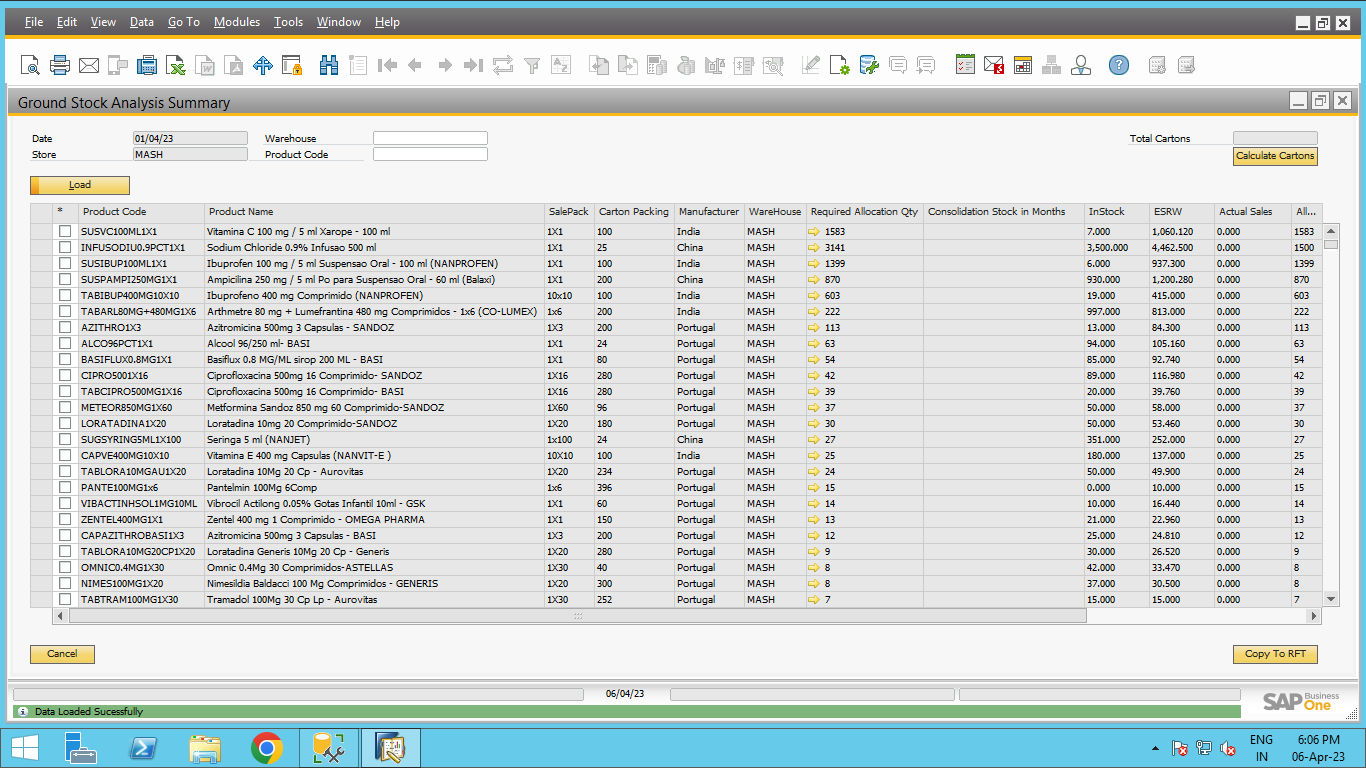 File Edit View Data Go To Modules Tools Window Help
Ground Stock Analysis Summary
Date 01/04/23 Warehouse Total Cartons
Store MASH Product Code Calculate Cartons
Load
* Product Code Product Name SalePack Carton Packing Manufacturer WareHouse Required Allocation Qty Consolidation Stock in Months InStock ESRW Actual Sales All...
SUSVC100ML1X1 Vitamina C 100 mg / 5 ml Xarope - 100 ml 1X1 100 India MASH 1583 7.000 1,060.120 0.000 1583
INFUSODIU0.9PCT1X1 Sodium Chloride 0.9% Infusao 500 ml 1X1 25 China MASH 3141 3,500.000 4,462.500 0.000 1500
SUSIBUP100ML1X1 Ibuprofen 100 mg / 5 ml Suspensao Oral - 100 ml (NANPROFEN) 1X1 100 India MASH 1399 6.000 937.300 0.000 1399
SUSPAMPI250MG1X1 Ampicilina 250 mg / 5 ml Po para Suspensao Oral - 60 ml (Balaxi) 1X1 200 China MASH 870 930.000 1,200.280 0.000 870
TABIBUP400MG10X10 Ibuprofeno 400 mg Comprimido (NANPROFEN) 10x10 100 India MASH 603 19.000 415.000 0.000 603
TABARL80MG+480MG1X6 Arthmetre 80 mg + Lumefrantina 480 mg Comprimidos - 1x6 (CO-LUMEX) 1x6 200 India MASH 222 997.000 813.000 0.000 222
AZITHRO1X3 Azitromicina 500mg 3 Capsulas - SANDOZ 1X3 200 Portugal MASH 113 13.000 84.300 0.000 113
ALCO96PCT1X1 Alcool 96/250 ml- BASI 1X1 24 Portugal MASH 63 94.000 105.160 0.000 63
BASIFLUX0.8MG1X1 Basiflux 0.8 MG/ML sirop 200 ML - BASI 1X1 80 Portugal MASH 54 85.000 92.740 0.000 54
CIPRO5001X16 Ciprofloxacina 500mg 16 Comprimido- SANDOZ 1X16 280 Portugal MASH 42 89.000 116.980 0.000 42
TABCIPRO500MG1X16 Ciprofloxacina 500mg 16 Comprimido- BASI 1X16 280 Portugal MASH 39 20.000 39.760 0.000 39
METEOR850MG1X60 Metformina Sandoz 850 mg 60 Comprimido-SANDOZ 1X60 96 Portugal MASH 37 50.000 58.000 0.000 37
LORATADINA1X20 Loratadina 10mg 20 Comprimido-SANDOZ 1X20 180 Portugal MASH 30 50.000 53.460 0.000 30
SUGSYRING5ML1X100 Seringa 5 ml (NANJET) 1x100 24 China MASH 27 351.000 252.000 0.000 27
CAPVE400MG10X10 Vitamina E 400 mg Capsulas (NANVIT-E ) 10X10 100 India MASH 25 180.000 137.000 0.000 25
TABLORA10MGAU1X20 Loratadina 10Mg 20 Cp - Aurovitas 1X20 234 Portugal MASH 24 50.000 49.900 0.000 24
PANTE100MG1x6 Pantelmin 100Mg 6Comp 1x6 396 Portugal MASH 15 0.000 10.000 0.000 15
VIBACTINHSOL1MG10ML Vibrocil Actilong 0.05% Gotas Infantil 10ml - GSK 1X1 60 Portugal MASH 14 10.000 16.440 0.000 14
ZENTEL400MG1X1 Zentel 400 mg 1 Comprimido - OMEGA PHARMA 1X1 150 Portugal MASH 13 21.000 22.960 0.000 13
CAPAZITHROBASI1X3 Azitromicina 500mg 3 Capsulas - BASI 1X3 200 Portugal MASH 12 25.000 24.810 0.000 12
TABLORA10MG20CP1X20 Loratadina Generis 10Mg 20 Cp - Generis 1X20 280 Portugal MASH 9 30.000 26.520 0.000 9
OMNIC0.4MG1X30 Omnic 0.4Mg 30 Comprimidos-ASTELLAS 1X30 40 Portugal MASH 8 42.000 33.470 0.000 8
NIMES100MG1X20 Nimesildia Baldacci 100 Mg Comprimidos - GENERIS 1X20 300 Portugal MASH 8 37.000 30.500 0.000 8
TABTRAM100MG1X30 Tramadol 100Mg 30 Cp Lp - Aurovitas 1X30 252 Portugal MASH 7 15.000 15.000 0.000 7
Cancel Copy To RFT
06/04/23
Data Loaded Sucessfully
SAP Business One
ENG 6:06 PM
IN 06-Apr-23